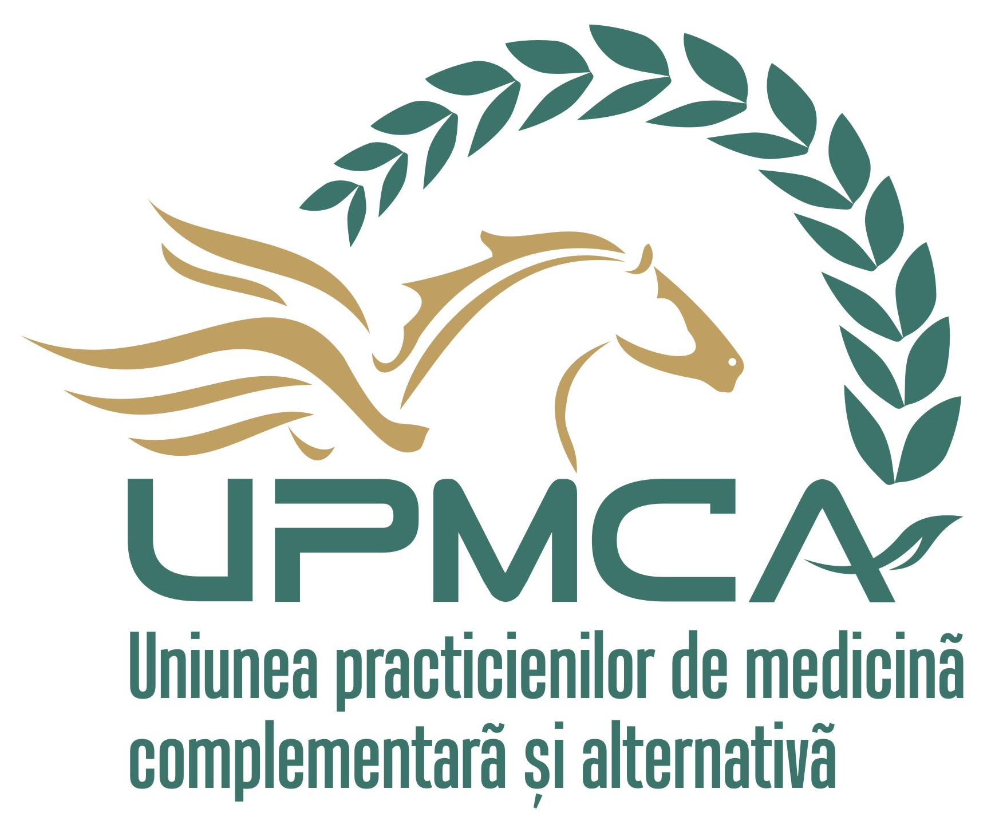 UPMCA
Uniunea practicienilor de medicinã
complementarã și alternativã